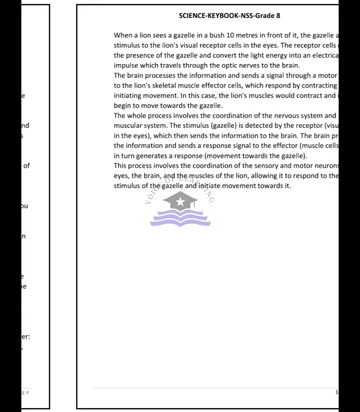 SCIENCE-KEYBOOK-NSS-Grade 8
When a lion sees a gazelle in a bush 10 metres in front of it, the gazelle a
stimulus to the lion's visual receptor cells in the eyes. The receptor cells
the presence of the gazelle and convert the light energy into an electrica
impulse which travels through the optic nerves to the brain.
The brain processes the information and sends a signal through a motor
to the lion's skeletal muscle effector cells, which respond by contracting
initiating movement. In this case, the lion's muscles would contract and
begin to move towards the gazelle.
The whole process involves the coordination of the nervous system and
muscular system. The stimulus (gazelle) is detected by the receptor (visu
in the eyes), which then sends the information to the brain. The brain pr
the information and sends a response signal to the effector (muscle cells
in turn generates a response (movement towards the gazelle).
This process involves the coordination of the sensory and motor neurons
eyes, the brain, and the muscles of the lion, allowing it to respond to the
stimulus of the gazelle and initiate movement towards it.
VOICE OF LEARNING
e
nd
s
of
ou
n
e
ne
er:
g e
1